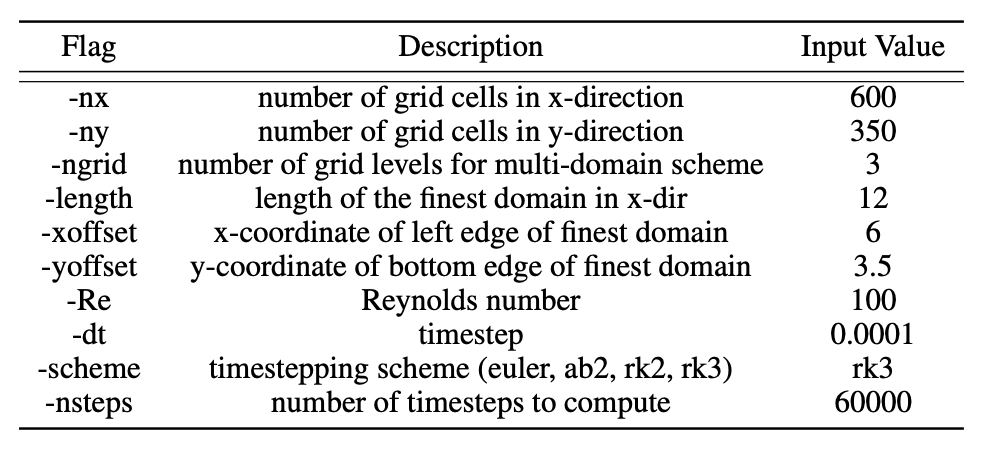 Flag Description Input Value
-nx number of grid cells in x-direction 600
-ny number of grid cells in y-direction 350
-ngrid number of grid levels for multi-domain scheme 3
-length length of the finest domain in x-dir 12
-xoffset x-coordinate of left edge of finest domain 6
-yoffset y-coordinate of bottom edge of finest domain 3.5
-Re Reynolds number 100
-dt timestep 0.0001
-scheme timestepping scheme (euler, ab2, rk2, rk3) rk3
-nsteps number of timesteps to compute 60000